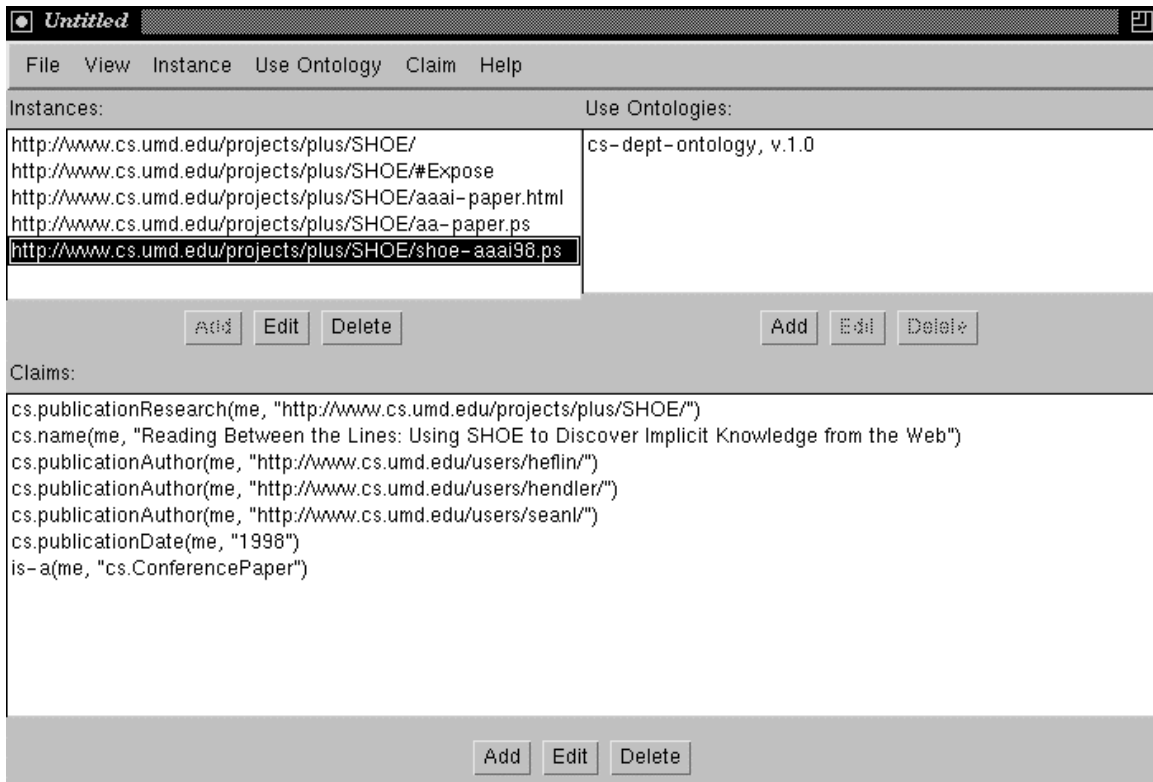 Untitled
File View Instance Use Ontology Claim Help
Instances:
Use Ontologies:
http://www.cs.umd.edu/projects/plus/SHOE/
http://www.cs.umd.edu/projects/plus/SHOE/#Expose
http://www.cs.umd.edu/projects/plus/SHOE/aaai-paper.html
http://www.cs.umd.edu/projects/plus/SHOE/aa-paper.ps
http://www.cs.umd.edu/projects/plus/SHOE/shoe-aaai98.ps
cs-dept-ontology, v.1.0
Add Edit Delete
Add Edit Delete
Claims:
cs.publicationResearch(me, "http://www.cs.umd.edu/projects/plus/SHOE/")
cs.name(me, "Reading Between the Lines: Using SHOE to Discover Implicit Knowledge from the Web")
cs.publicationAuthor(me, "http://www.cs.umd.edu/users/heflin/")
cs.publicationAuthor(me, "http://www.cs.umd.edu/users/hendler/")
cs.publicationAuthor(me, "http://www.cs.umd.edu/users/seanl/")
cs.publicationDate(me, "1998")
is-a(me, "cs.ConferencePaper")
Add Edit Delete